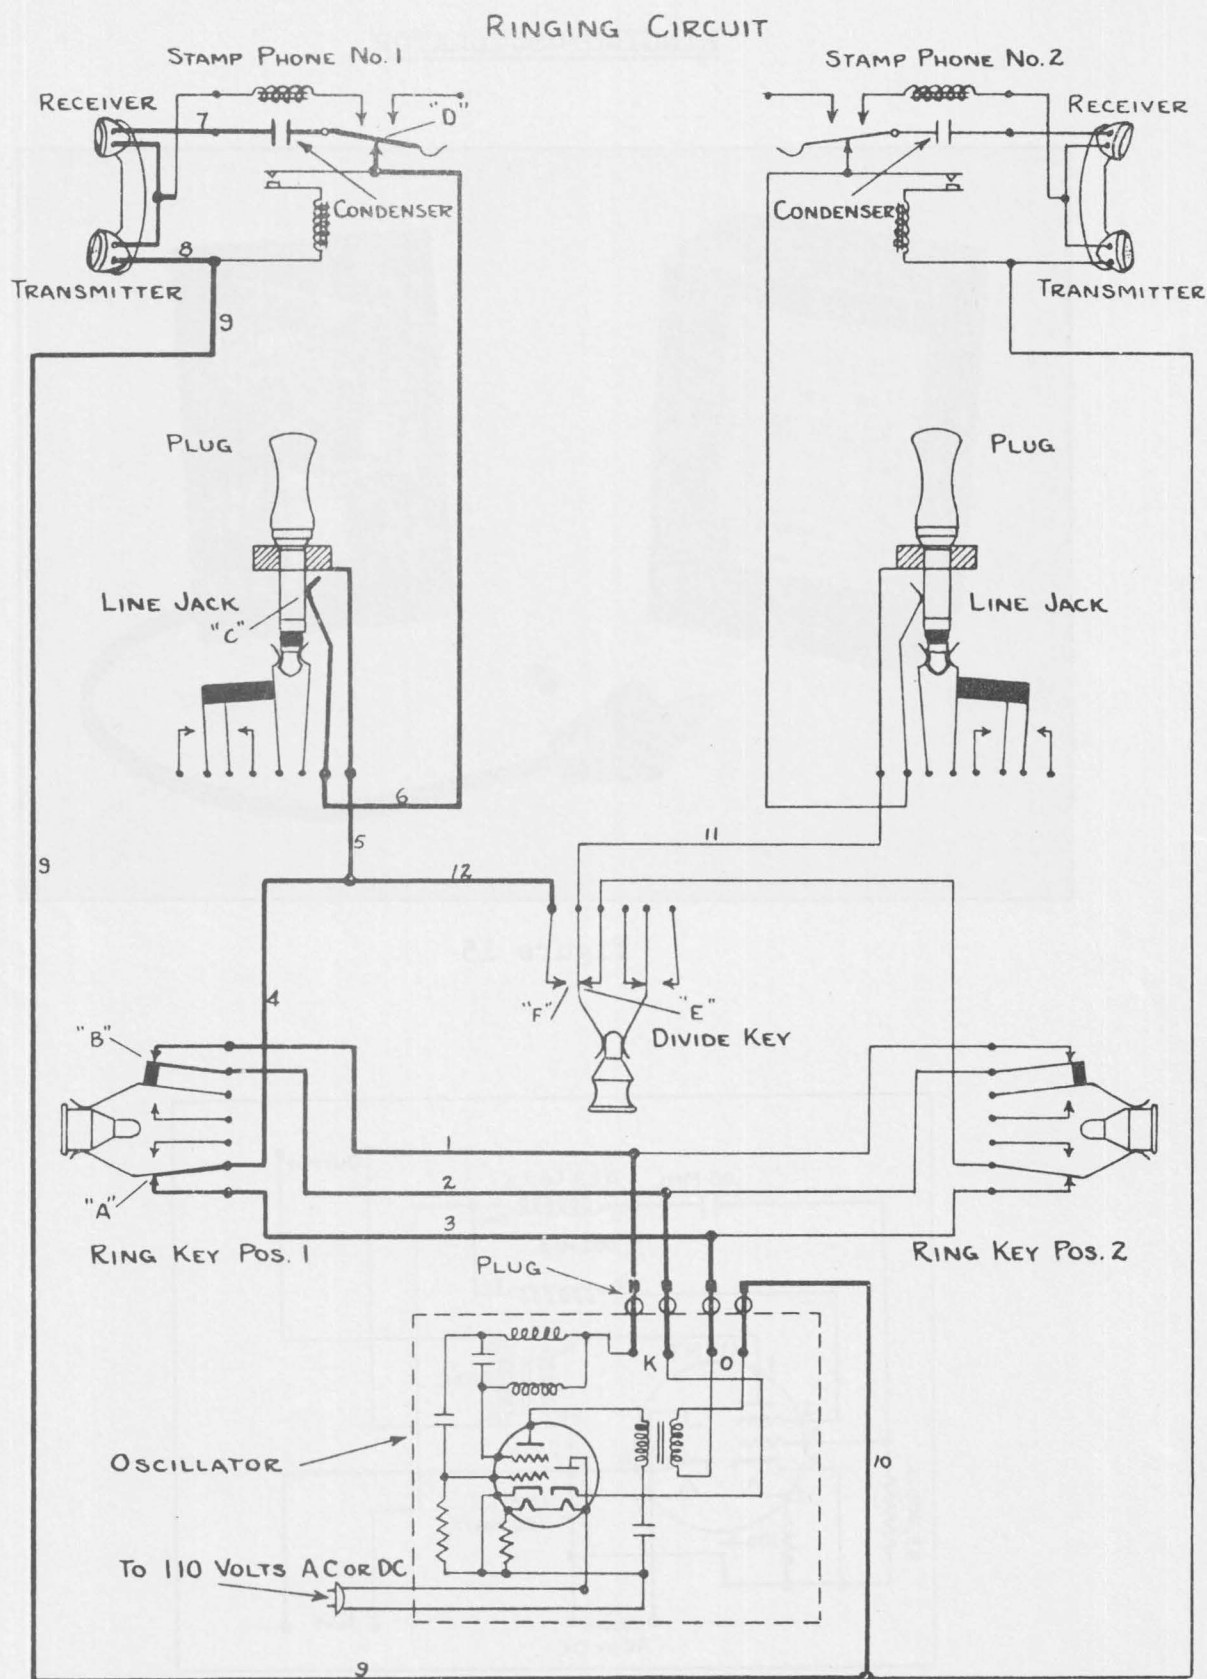 RINGING CIRCUIT
STAMP PHONE NO. 1
STAMP PHONE NO. 2
RECEIVER
7
"D"
RECEIVER
CONDENSER
CONDENSER
8
TRANSMITTER
TRANSMITTER
9
PLUG
PLUG
LINE JACK
"C"
LINE JACK
6
5
11
9
12
4
"F"
"E"
"B"
DIVIDE KEY
1
2
"A"
3
RING KEY POS. 1
RING KEY POS. 2
PLUG
K
O
OSCILLATOR
10
TO 110 VOLTS AC OR DC
9